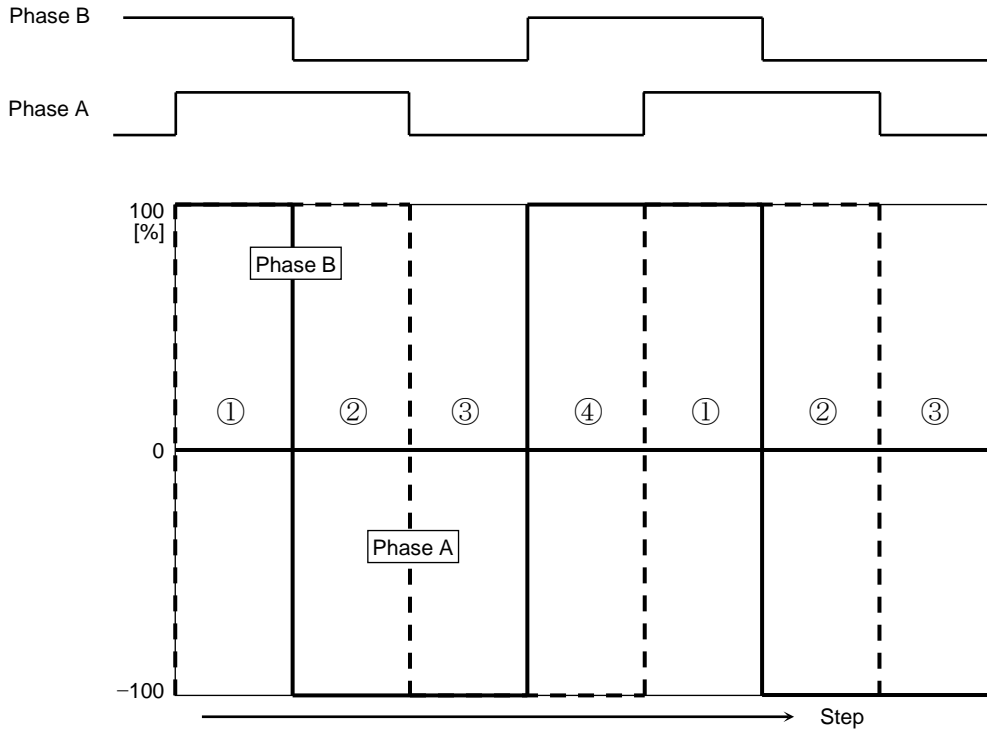 Phase B
Phase A
100
[%]
Phase B
① ② ③ ④ ① ② ③
0
Phase A
−100
Step